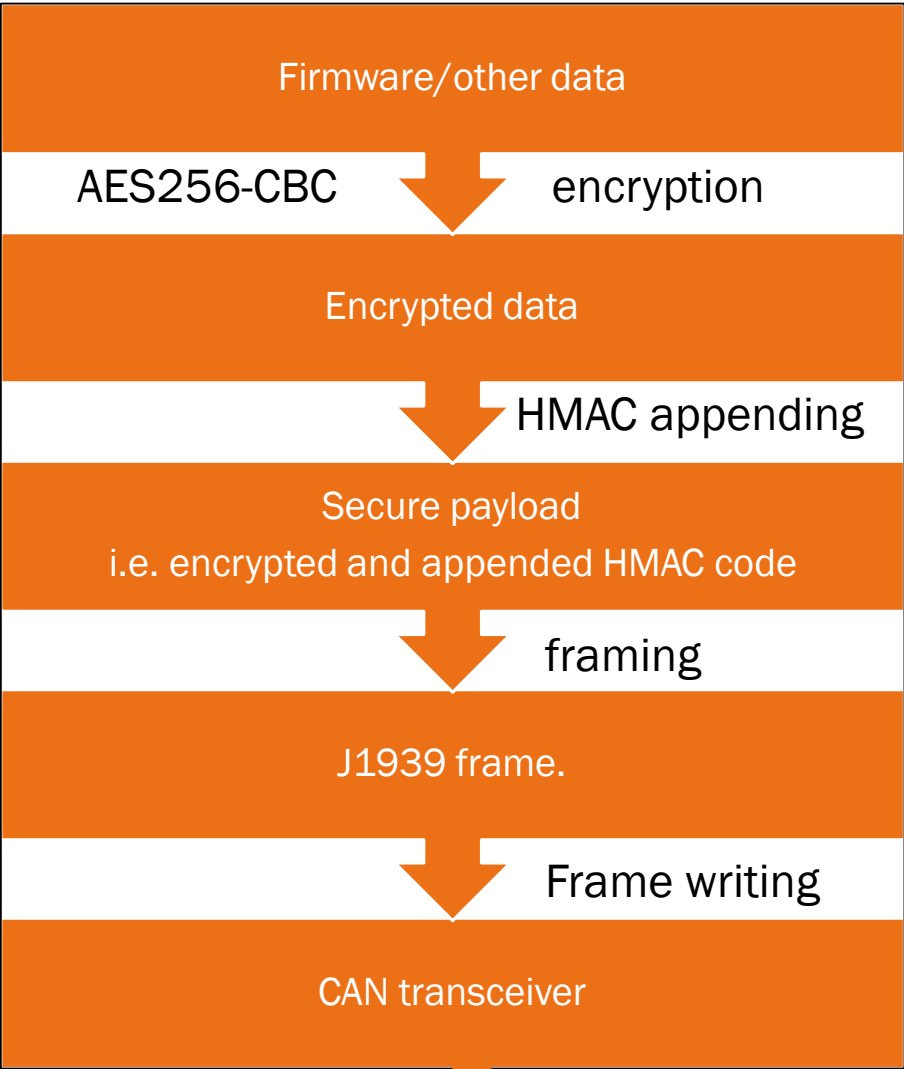 Firmware/other data
AES256-CBC encryption
Encrypted data
HMAC appending
Secure payload
i.e. encrypted and appended HMAC code
framing
J1939 frame.
Frame writing
CAN transceiver